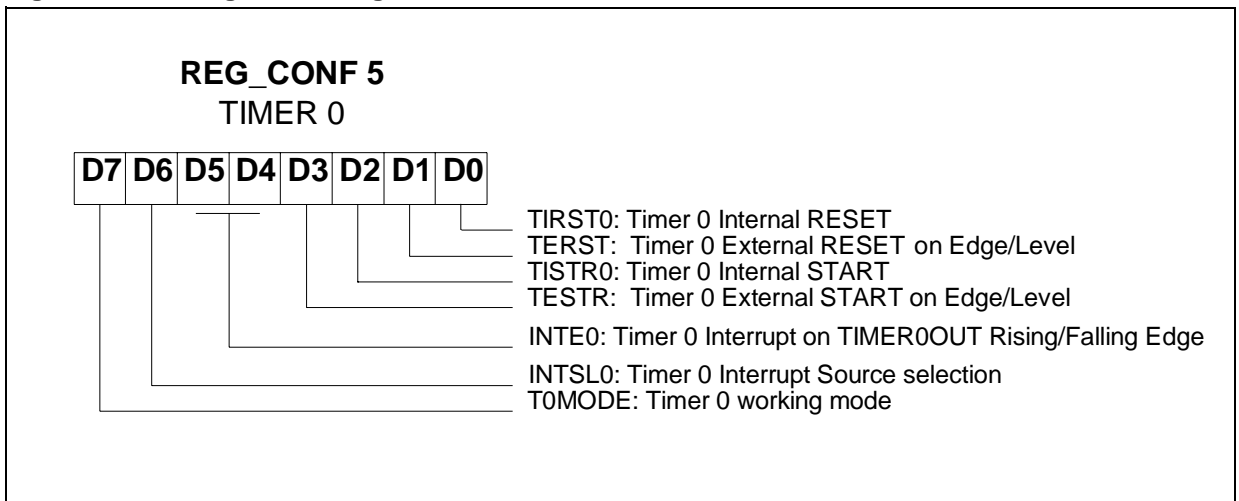 REG_CONF 5
TIMER 0
D7 D6 D5 D4 D3 D2 D1 D0
TIRST0: Timer 0 Internal RESET
TERST: Timer 0 External RESET on Edge/Level
TISTR0: Timer 0 Internal START
TESTR: Timer 0 External START on Edge/Level
INTE0: Timer 0 Interrupt on TIMER0OUT Rising/Falling Edge
INTSL0: Timer 0 Interrupt Source selection
T0MODE: Timer 0 working mode